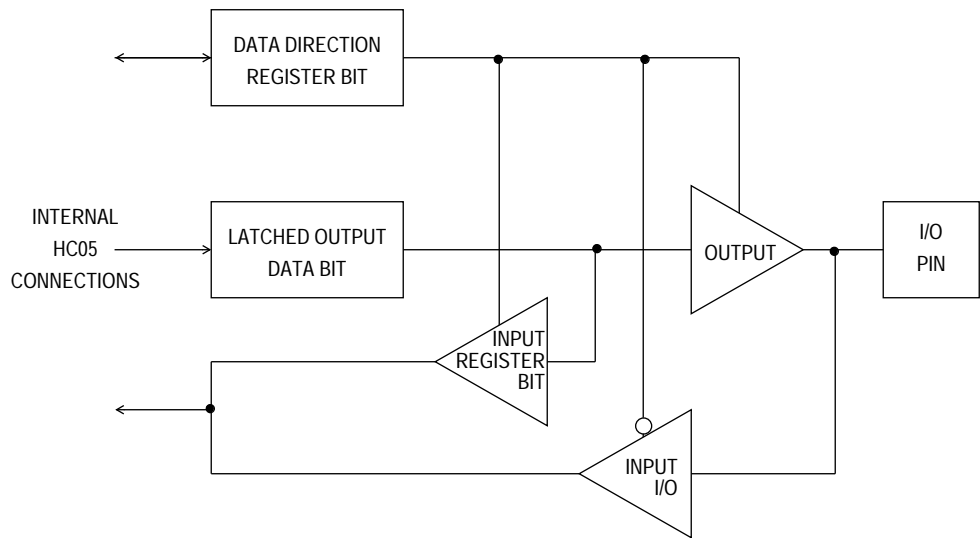 DATA DIRECTION
REGISTER BIT
INTERNAL
HC05
CONNECTIONS
LATCHED OUTPUT
DATA BIT
OUTPUT
I/O
PIN
INPUT
REGISTER
BIT
INPUT
I/O